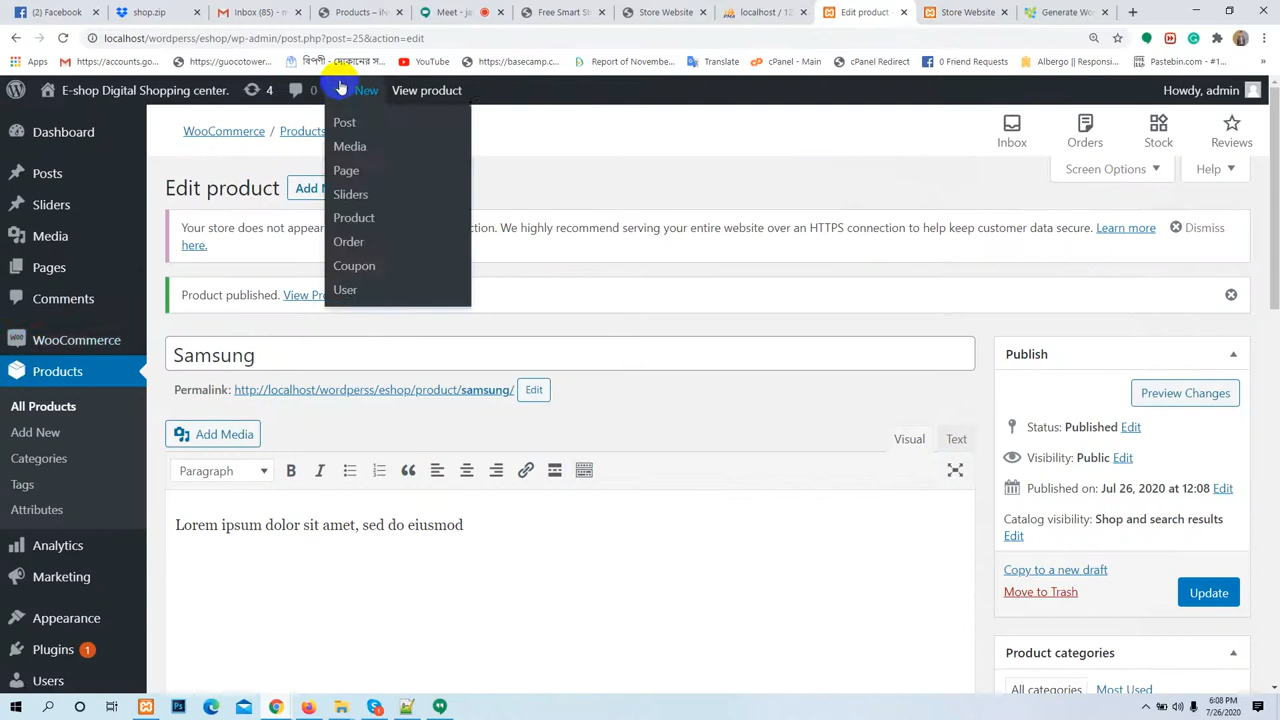 Facebook
shop.zip
Inbox (85) -
Products – iN
Meet - ja
Free Smart S
Store Website
localhost / 12
Edit product
Store Website
Generate Wo
localhost/wordperss/eshop/wp-admin/post.php?post=25&action=edit
Apps
https://accounts.go...
https://guocotower...
বিপণী - দোকানের স...
YouTube
https://basecamp.c...
Report of November...
Translate
cPanel - Main
cPanel Redirect
0 Friend Requests
Albergo || Responsi...
Pastebin.com - #1...
E-shop Digital Shopping center.
4
0
New
View product
Howdy, admin
Post
Media
Page
Sliders
Product
Order
Coupon
User
Dashboard
Posts
Sliders
Media
Pages
Comments
WooCommerce
Products
All Products
Add New
Categories
Tags
Attributes
Analytics
Marketing
Appearance
Plugins 1
Users
WooCommerce / Products
Inbox
Orders
Stock
Reviews
Screen Options
Help
Edit product
Your store does not appear
ction. We highly recommend serving your entire website over an HTTPS connection to help keep customer data secure. Learn more
here.
Dismiss
Product published. View Pr
Samsung
Permalink: http://localhost/wordperss/eshop/product/samsung/ Edit
Add Media
Visual
Text
Paragraph
B
I
Lorem ipsum dolor sit amet, sed do eiusmod
Publish
Preview Changes
Status: Published Edit
Visibility: Public Edit
Published on: Jul 26, 2020 at 12:08 Edit
Catalog visibility: Shop and search results
Edit
Copy to a new draft
Move to Trash
Update
Product categories
All categories
Most Used
6:08 PM
7/26/2020